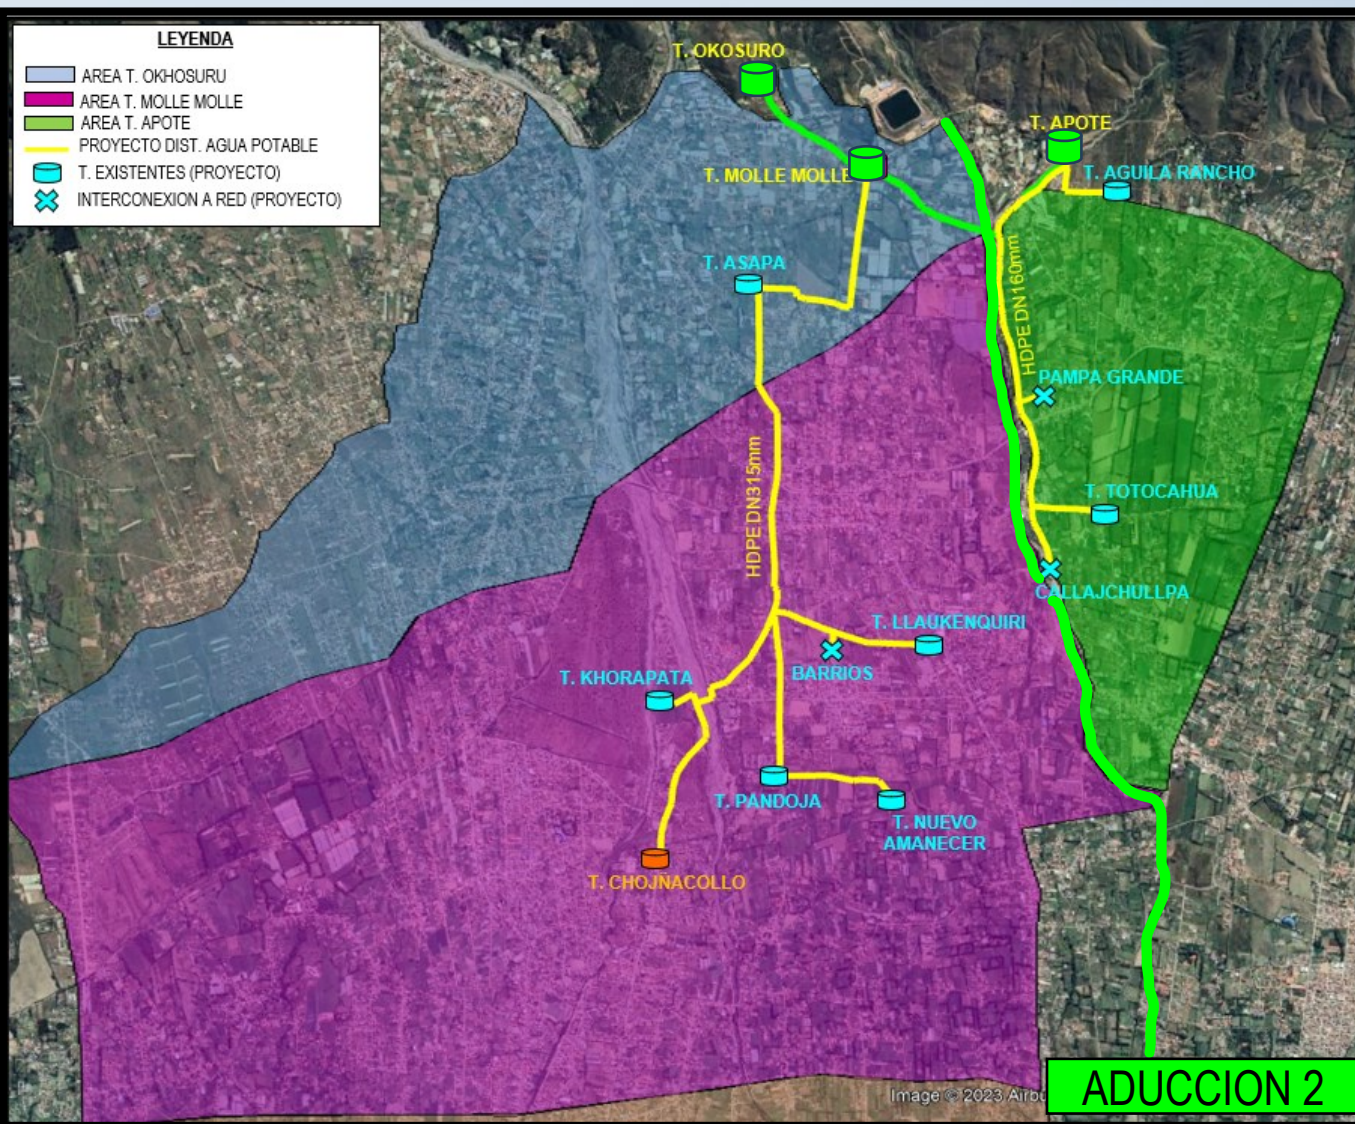 LEYENDA
AREA T. OKHOSURU
AREA T. MOLLE MOLLE
AREA T. APOTE
PROYECTO DIST. AGUA POTABLE
T. EXISTENTES (PROYECTO)
INTERCONEXION A RED (PROYECTO)
T. OKOSURO
T. APOTE
T. MOLLE MOLLE
T. AGUILA RANCHO
T. ASAPA
HDPE DN160mm
PAMPA GRANDE
HDPE DN315mm
T. TOTOCAHUA
CALLAJCHULLPA
T. LLAUKENQUIRI
BARRIOS
T. KHORAPATA
T. PANDOJA
T. NUEVO
AMANECER
T. CHOJÑACOLLO
Image © 2023
ADUCCION 2